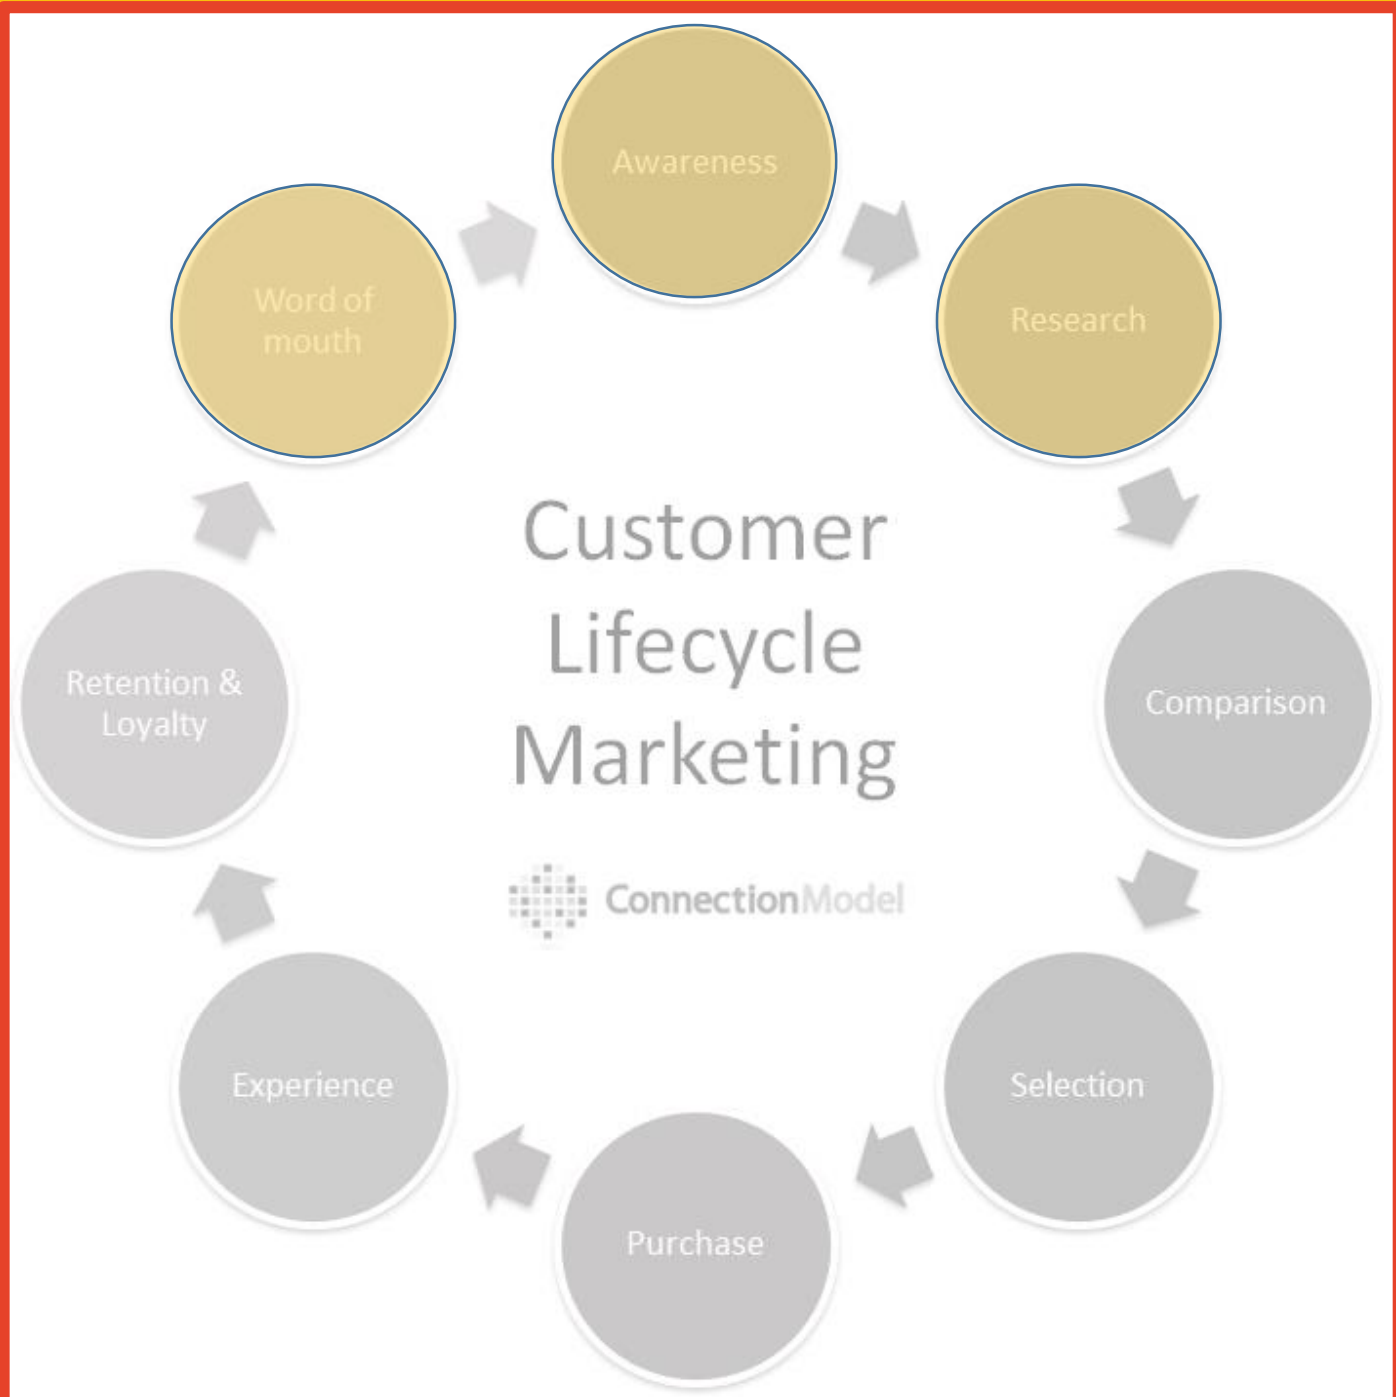 Awareness
Research
Comparison
Selection
Purchase
Experience
Retention &
Loyalty
Word of
mouth
Customer
Lifecycle
Marketing
ConnectionModel